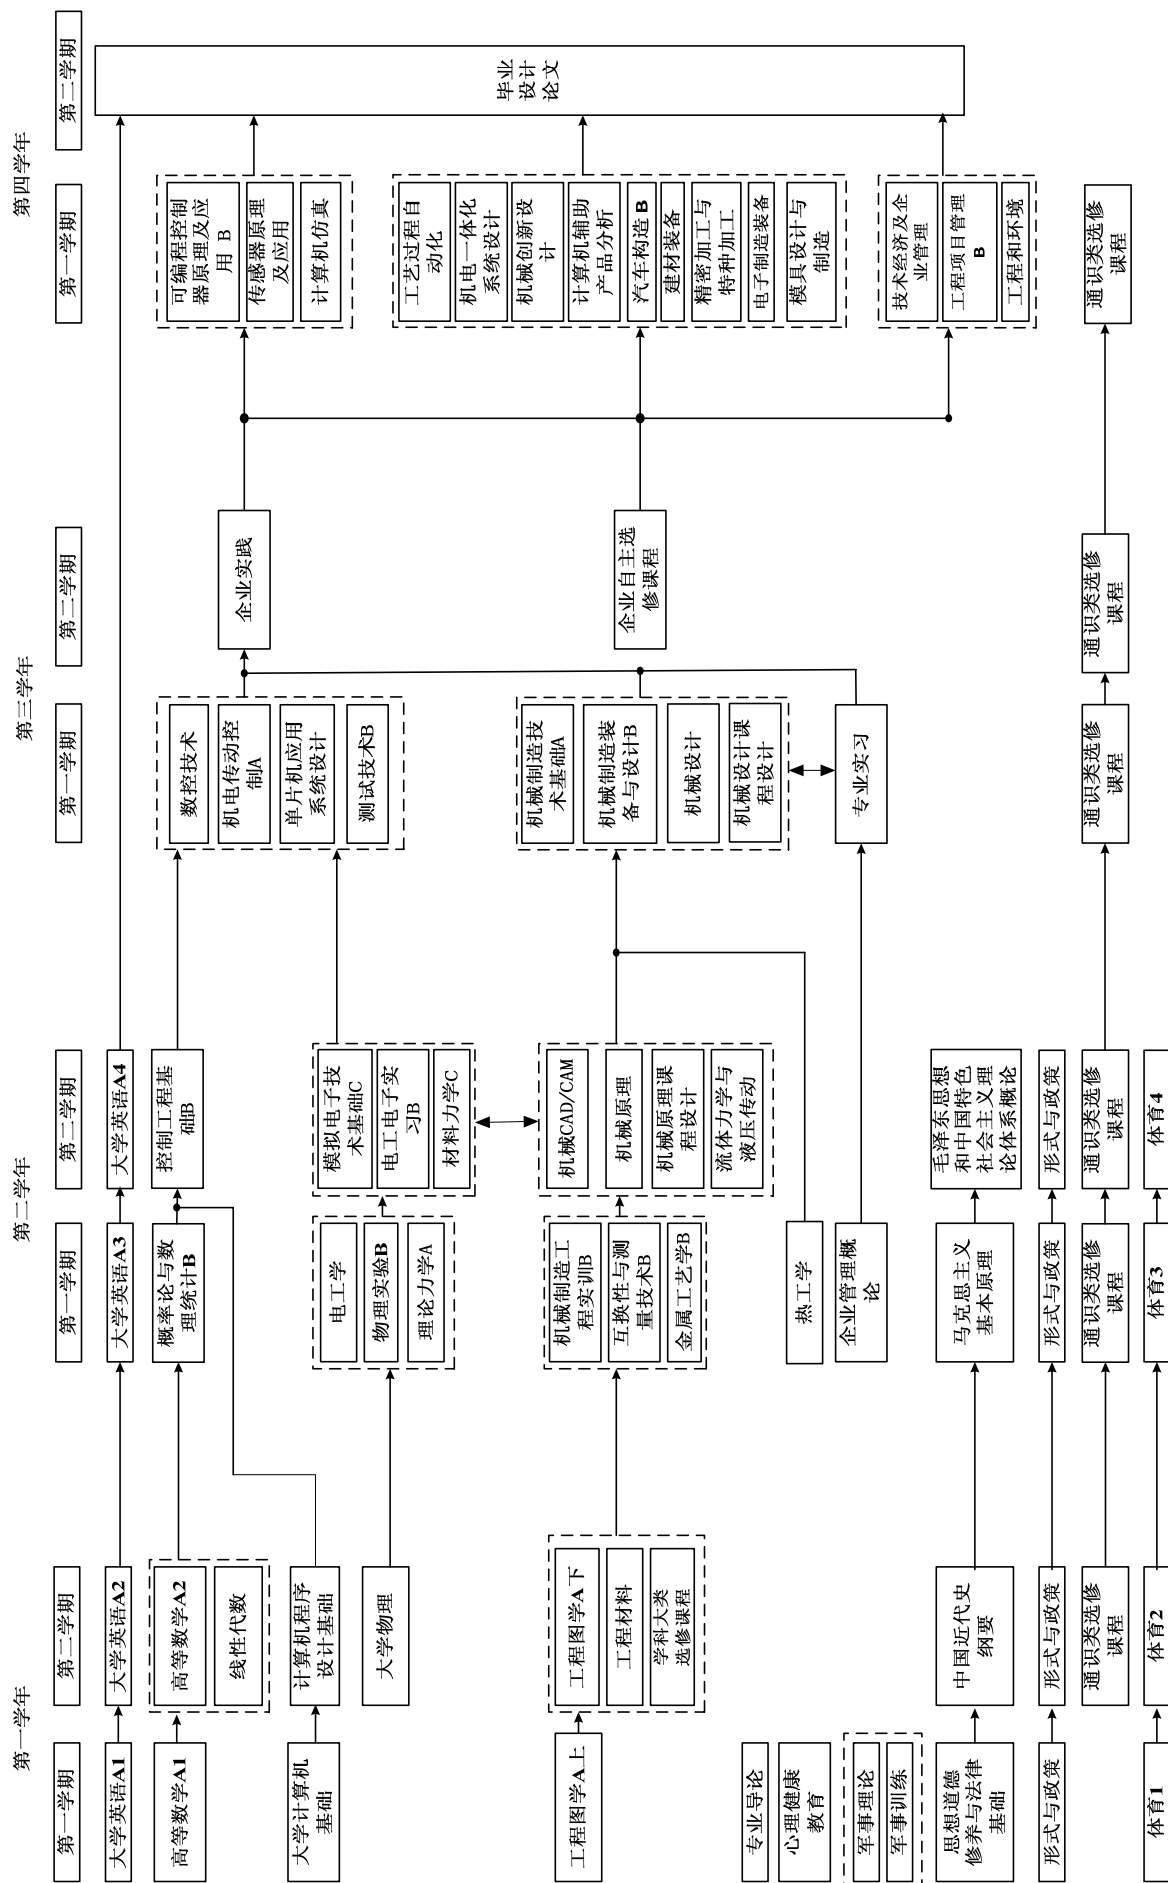 第一学年
第二学年
第三学年
第四学年
第一学期
第二学期
第一学期
第二学期
第一学期
第二学期
第一学期
第二学期
大学英语A1
大学英语A2
大学英语A3
大学英语A4
毕业
设计
论文
高等数学A1
高等数学A2
线性代数
概率论与数
理统计B
控制工程基
础B
数控技术
机电传动控
制A
单片机应用
系统设计
测试技术B
企业实践
可编程控制
器原理及应
用 B
传感器原理
及应用
计算机仿真
大学计算机
基础
计算机程序
设计基础
大学物理
电工学
物理实验B
理论力学A
模拟电子技
术基础C
电工电子实
习B
材料力学C
工程图学A上
工程图学A下
工程材料
学科大类
选修课程
机械制造工
程实训B
互换性与测
量技术B
金属工艺学B
机械CAD/CAM
机械原理
机械原理课
程设计
流体力学与
液压传动
机械制造技
术基础A
机械制造装
备与设计B
机械设计
机械设计课
程设计
企业自主选
修课程
工艺过程自
动化
机电一体化
系统设计
机械创新设
计
计算机辅助
产品分析
汽车构造 B
建材装备
精密加工与
特种加工
电子制造装备
模具设计与
制造
专业导论
心理健康
教育
热工学
企业管理概
论
专业实习
技术经济及企
业管理
工程项目管理
B
工程和环境
军事理论
军事训练
思想道德
修养与法律
基础
中国近代史
纲要
马克思主义
基本原理
毛泽东思想
和中国特色
社会主义理
论体系概论
形式与政策
形式与政策
形式与政策
形式与政策
通识类选修
课程
通识类选修
课程
通识类选修
课程
通识类选修
课程
通识类选修
课程
通识类选修
课程
体育1
体育2
体育3
体育4